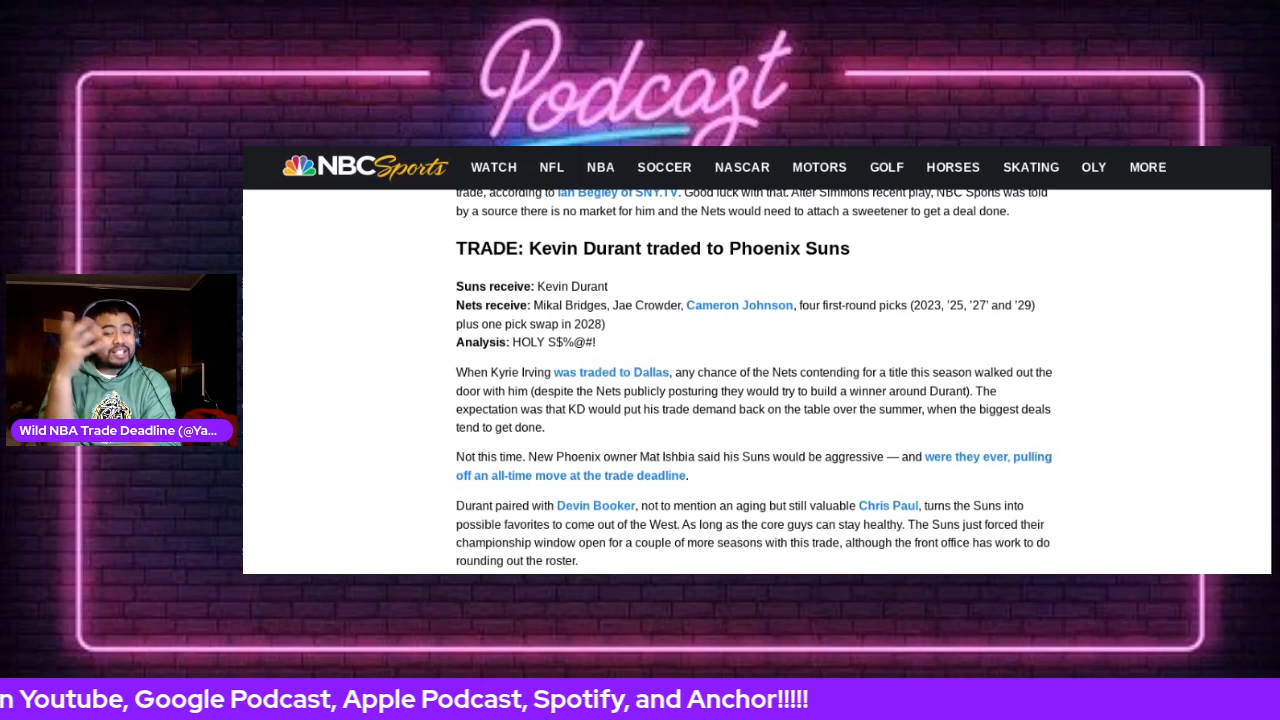 Podcast
NBC Sports WATCH NFL NBA SOCCER NASCAR MOTORS GOLF HORSES SKATING OLY MORE
trade, according to Ian Begley of SNY.TV. Good luck with that. After Simmons recent play, NBC Sports was told
by a source there is no market for him and the Nets would need to attach a sweetener to get a deal done.
TRADE: Kevin Durant traded to Phoenix Suns
Suns receive: Kevin Durant
Nets receive: Mikal Bridges, Jae Crowder, Cameron Johnson, four first-round picks (2023, ’25, ’27’ and ’29)
plus one pick swap in 2028)
Analysis: HOLY S$%@#!
When Kyrie Irving was traded to Dallas, any chance of the Nets contending for a title this season walked out the
door with him (despite the Nets publicly posturing they would try to build a winner around Durant). The
expectation was that KD would put his trade demand back on the table over the summer, when the biggest deals
tend to get done.
Not this time. New Phoenix owner Mat Ishbia said his Suns would be aggressive — and were they ever, pulling
off an all-time move at the trade deadline.
Durant paired with Devin Booker, not to mention an aging but still valuable Chris Paul, turns the Suns into
possible favorites to come out of the West. As long as the core guys can stay healthy. The Suns just forced their
championship window open for a couple of more seasons with this trade, although the front office has work to do
rounding out the roster.
Wild NBA Trade Deadline (@Ya...
n Youtube, Google Podcast, Apple Podcast, Spotify, and Anchor!!!!!